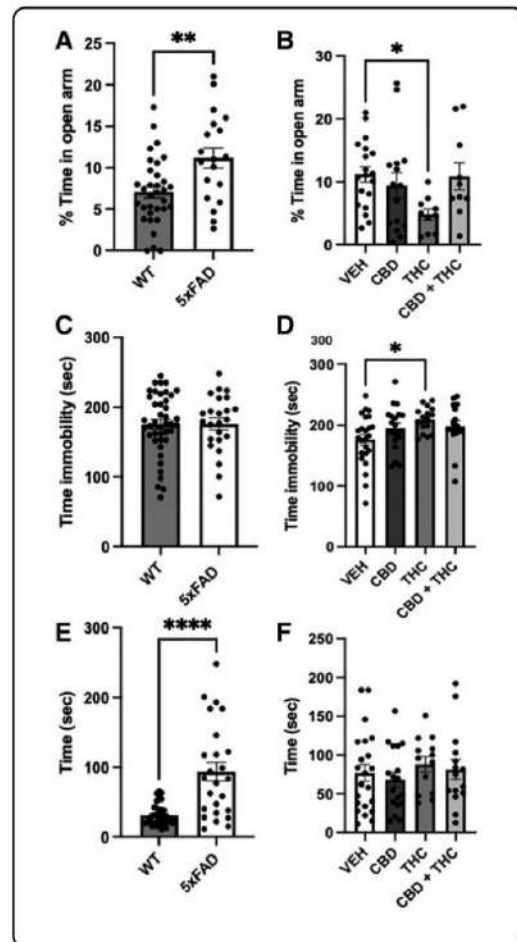 A
**
% Time in open arm
25
20
15
10
5
0
WT
5xFAD
B
*
% Time in open arm
30
20
10
0
VEH
CBD
THC
CBD + THC
C
Time immobility (sec)
300
200
100
0
WT
5xFAD
D
*
Time immobility (sec)
300
300
200
100
0
VEH
CBD
THC
CBD + THC
E
****
Time (sec)
300
200
100
0
WT
5xFAD
F
Time (sec)
250
200
150
100
50
0
VEH
CBD
THC
CBD + THC